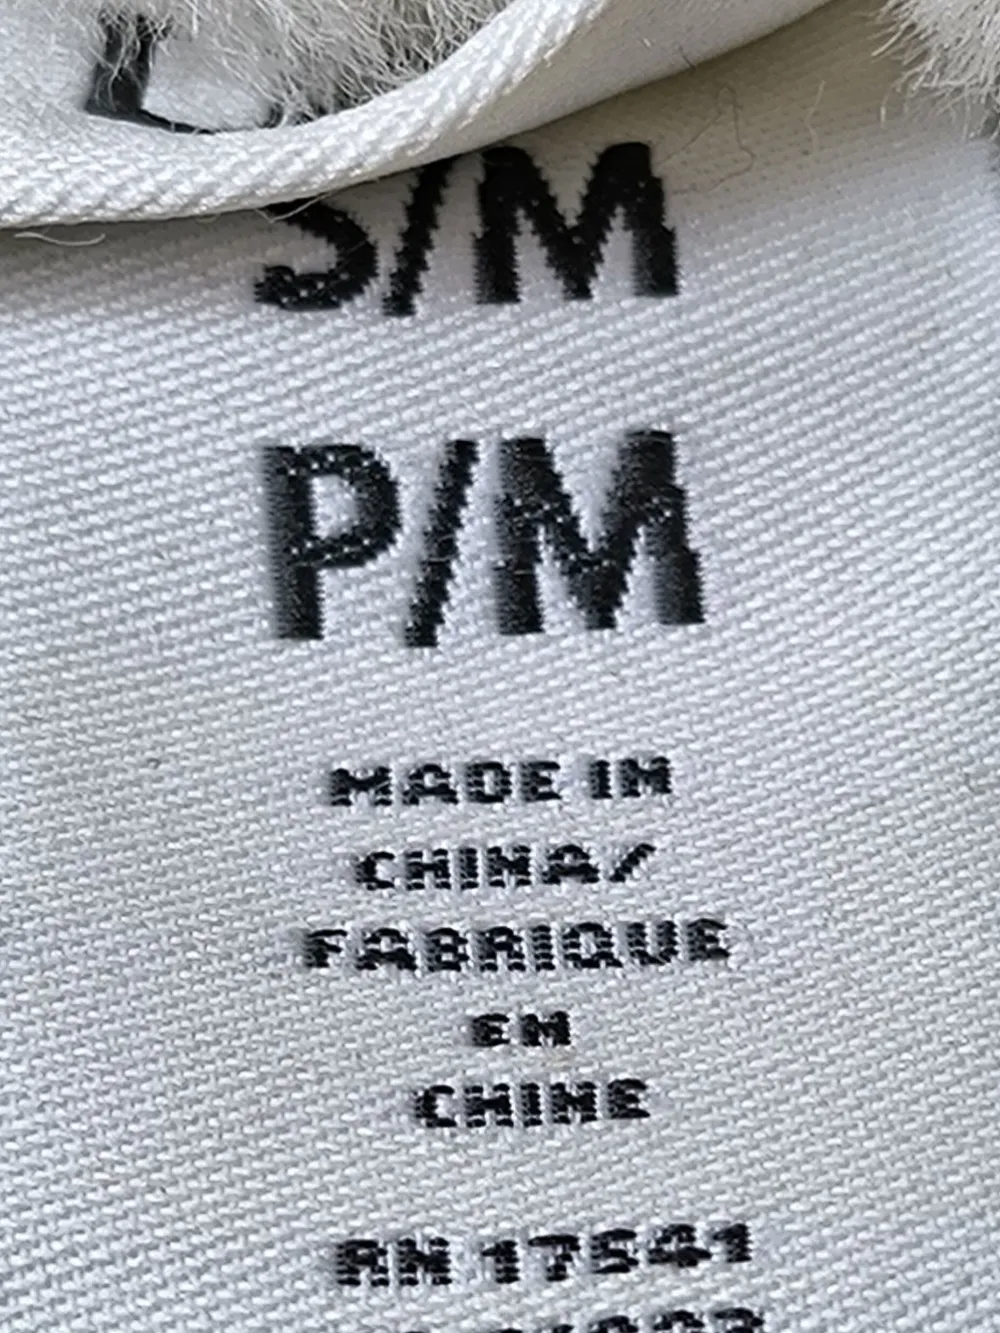 S/M
P/M
MADE IN
CHINA/
FABRIQUE
EN
CHINE
RN 17541